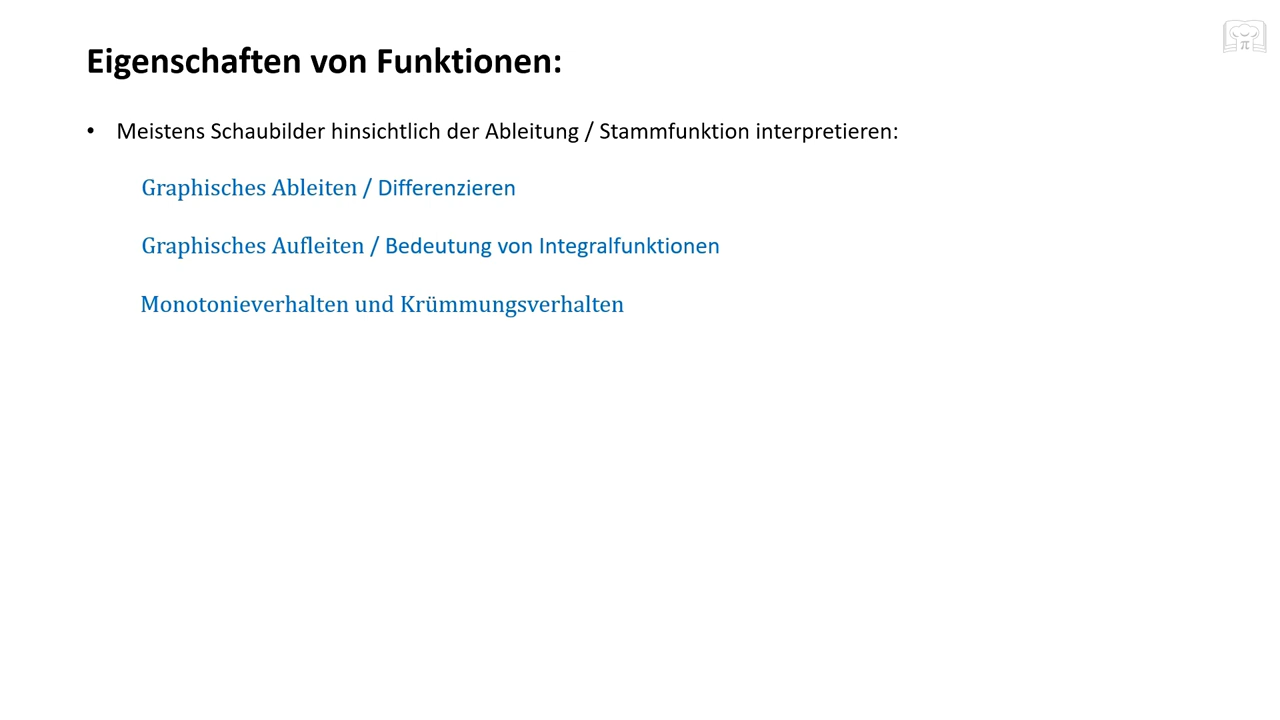 Eigenschaften von Funktionen:
• Meistens Schaubilder hinsichtlich der Ableitung / Stammfunktion interpretieren:
Graphisches Ableiten / Differenzieren
Graphisches Aufleiten / Bedeutung von Integralfunktionen
Monotonieverhalten und Krümmungsverhalten
π